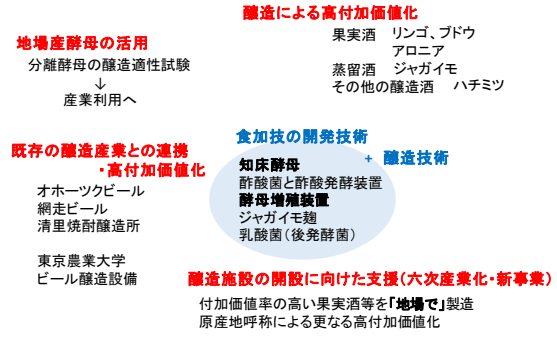 醸造による高付加価値化
果実酒 リンゴ、ブドウ
アロニア
蒸留酒 ジャガイモ
その他の醸造酒 ハチミツ
地場産酵母の活用
分離酵母の醸造適性試験
↓
産業利用へ
既存の醸造産業との連携
・高付加価値化
オホーツクビール
網走ビール
清里焼酎醸造所
東京農業大学
ビール醸造設備
食加技の開発技術
+ 醸造技術
知床酵母
酢酸菌と酢酸発酵装置
酵母増殖装置
ジャガイモ麹
乳酸菌(後発酵菌)
醸造施設の開設に向けた支援(六次産業化・新事業)
付加価値率の高い果実酒等を「地場で」製造
原産地呼称による更なる高付加価値化